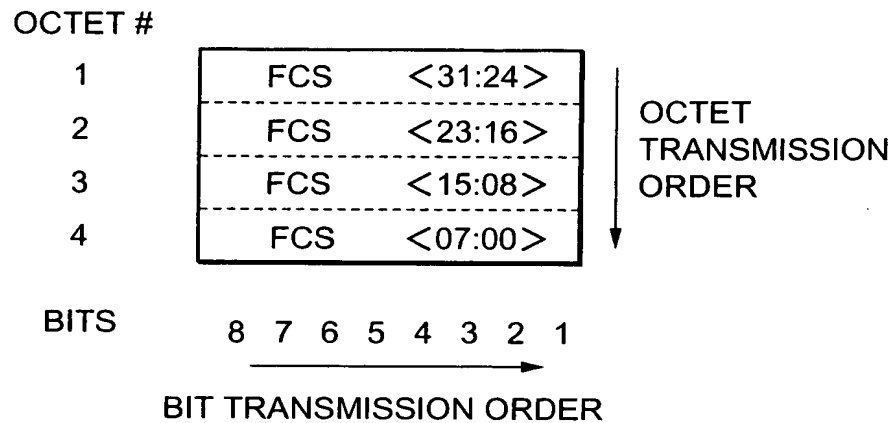 OCTET #
1 FCS <31:24>
2 FCS <23:16>
3 FCS <15:08>
4 FCS <07:00>
OCTET
TRANSMISSION
ORDER
BITS 8 7 6 5 4 3 2 1
BIT TRANSMISSION ORDER